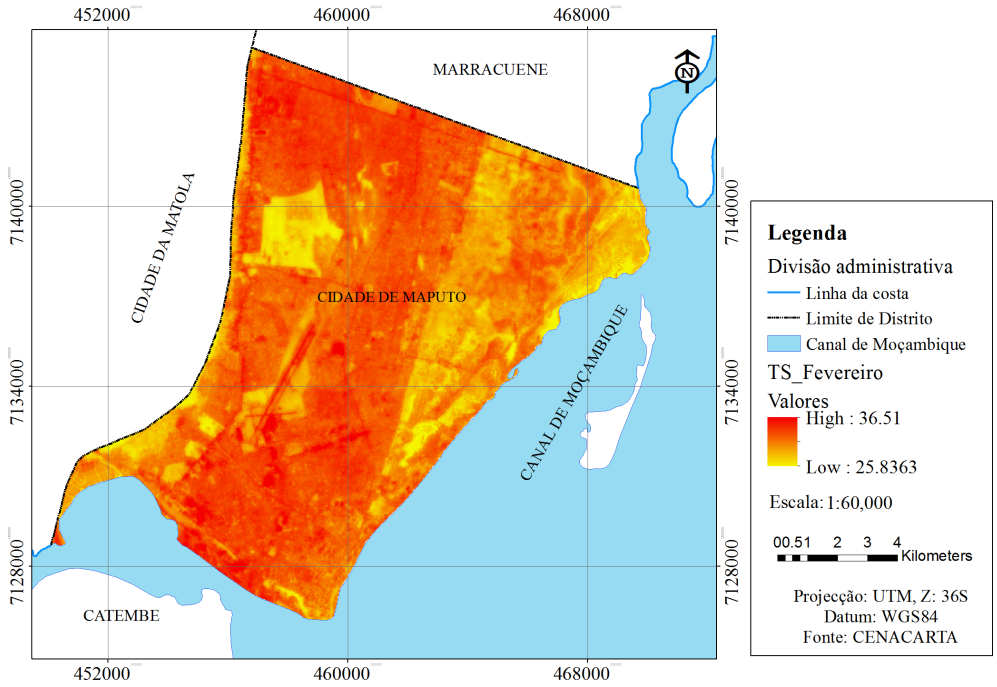 452000 460000 468000
MARRACUENE
N
7140000 7140000
CIDADE DA MATOLA
CIDADE DE MAPUTO
CANAL DE MOÇAMBIQUE
7134000 7134000
7128000 7128000
CATEMBE
452000 460000 468000
Legenda
Divisão administrativa
Linha da costa
Limite de Distrito
Canal de Moçambique
TS_Fevereiro
Valores
High : 36.51
Low : 25.8363
Escala: 1:60,000
00.51 2 3 4
Kilometers
Projecção: UTM, Z: 36S
Datum: WGS84
Fonte: CENACARTA